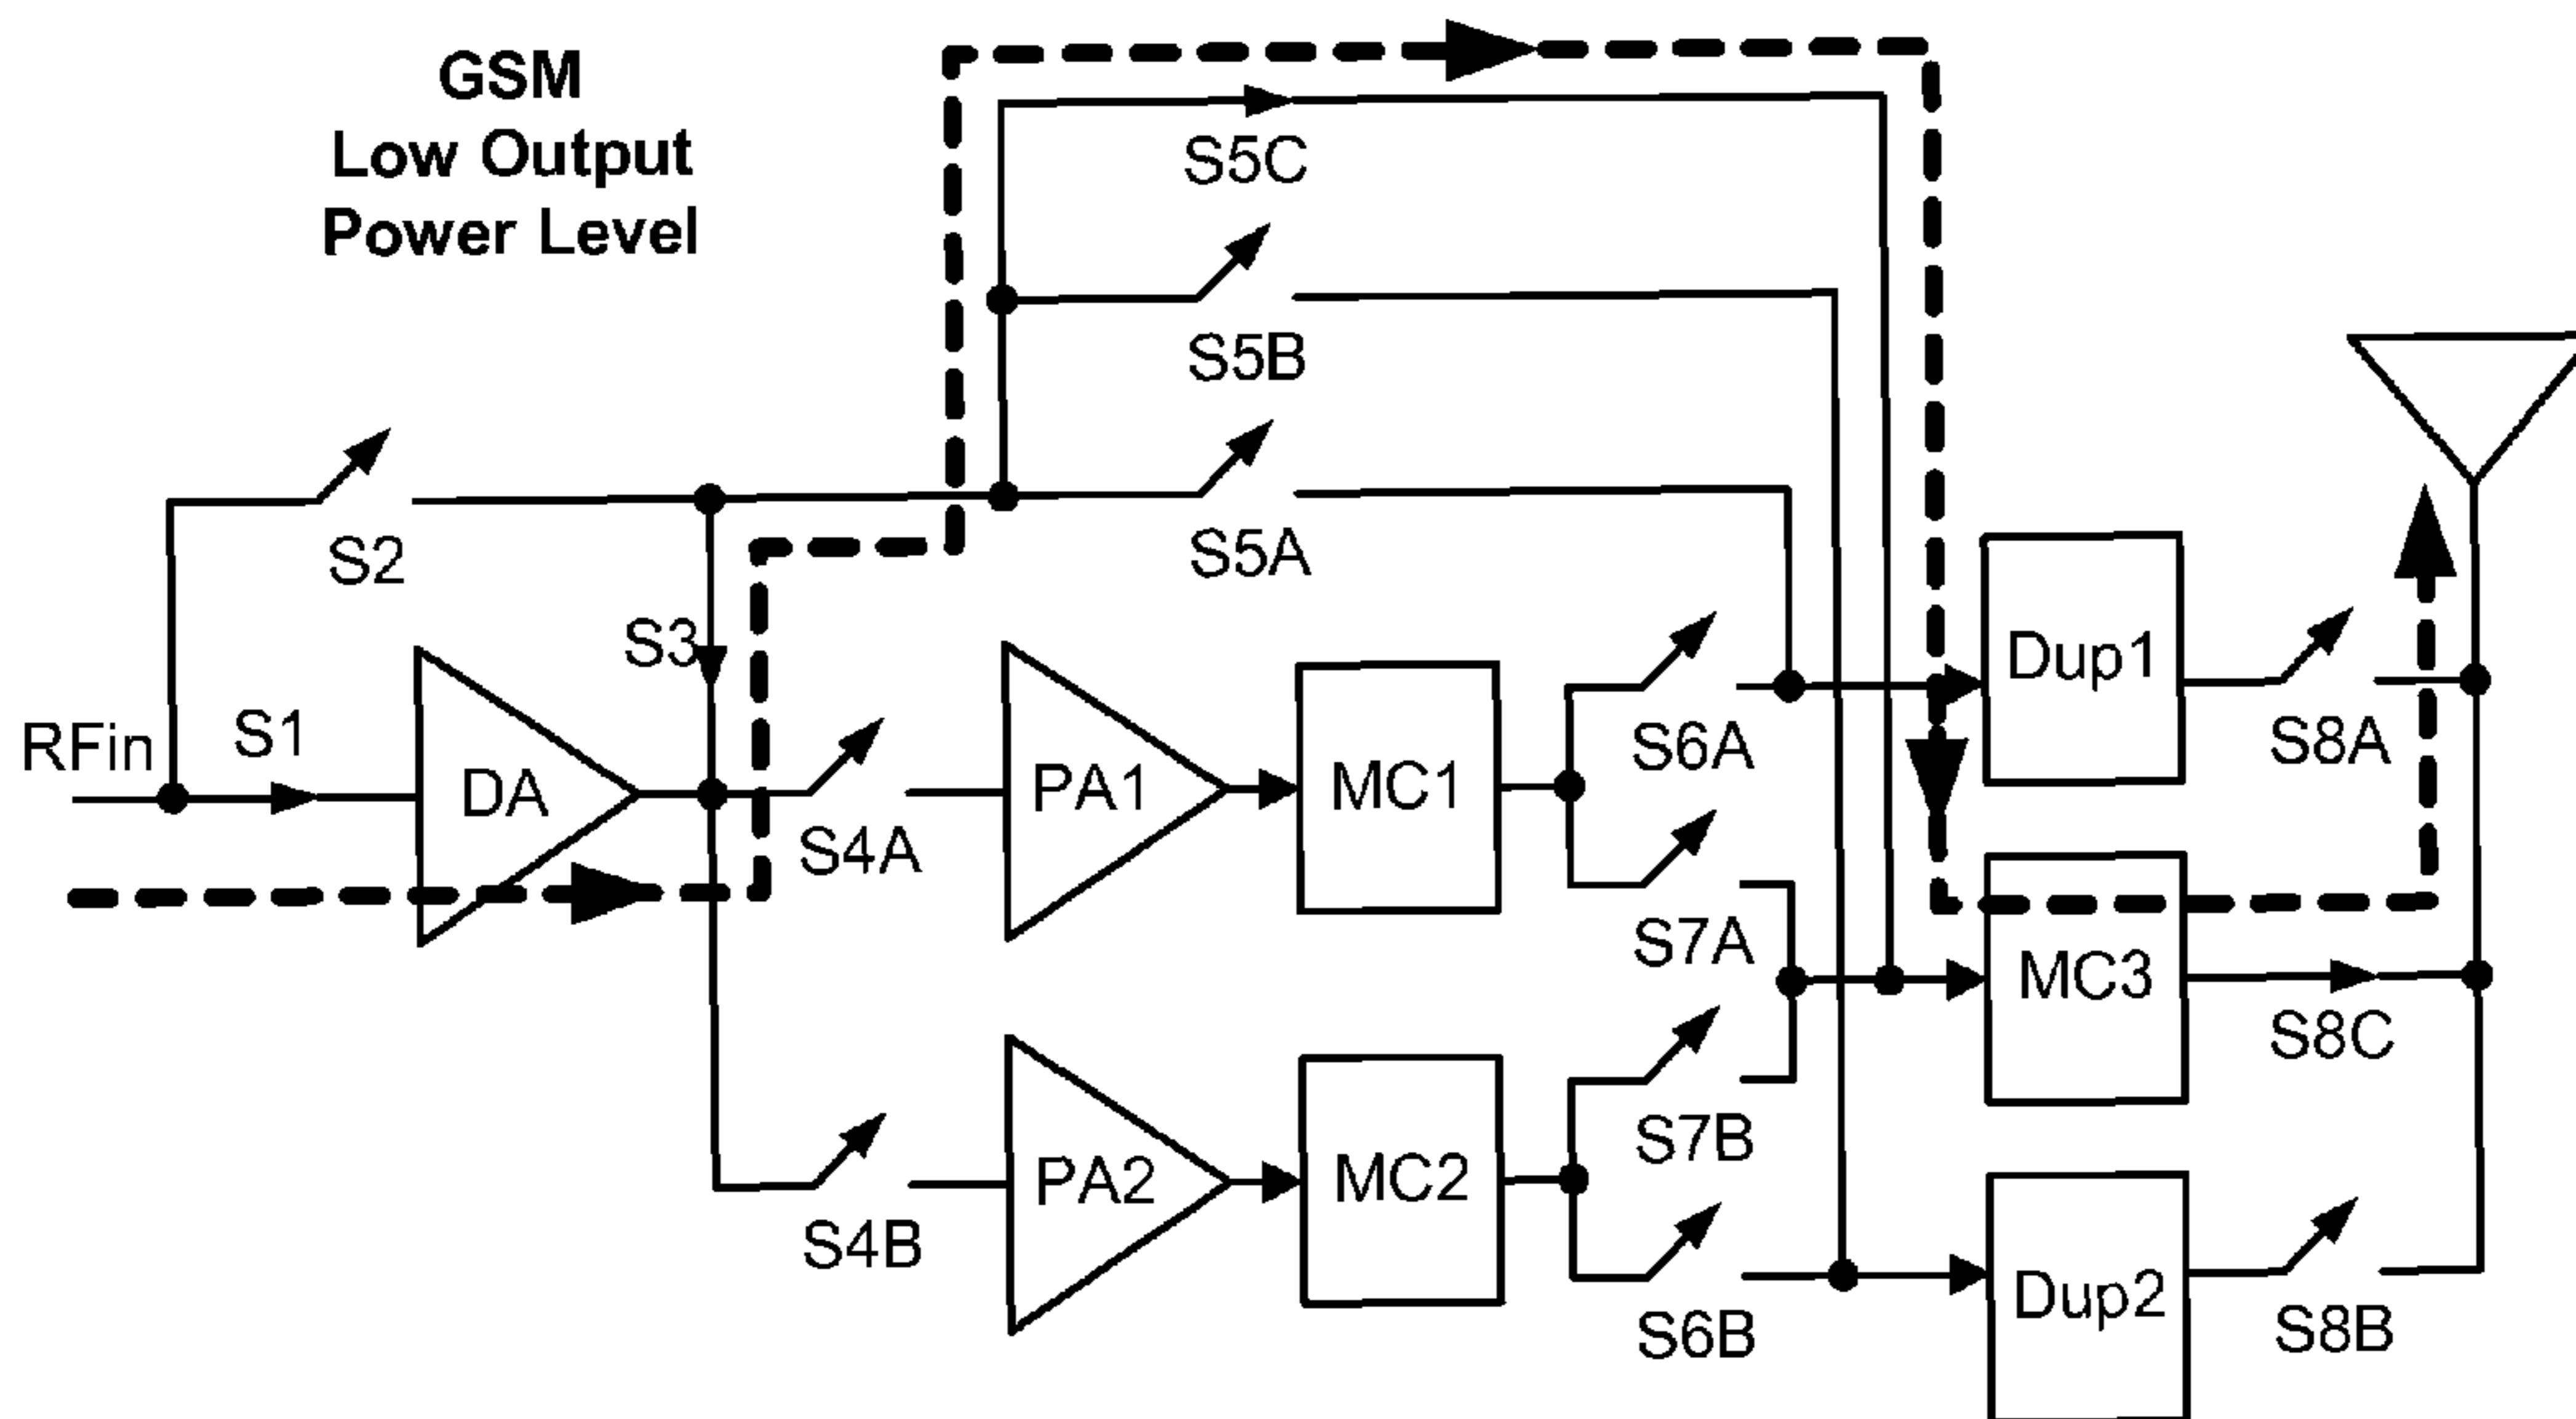 GSM
Low Output
Power Level
S5C
S5B
S2
S5A
S3
Dup1
RFin
S1
DA
S4A
PA1
MC1
S6A
S8A
S7A
MC3
S8C
S4B
PA2
MC2
S7B
S6B
Dup2
S8B